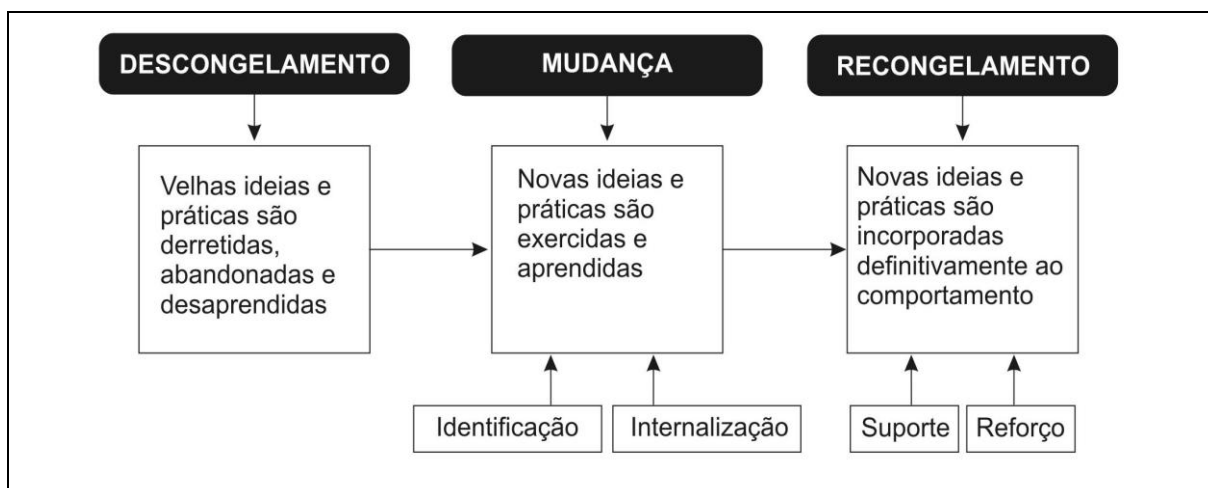 DESCONGELAMENTO
Velhas ideias e
práticas são
derretidas,
abandonadas e
desaprendidas
MUDANÇA
Novas ideias e
práticas são
exercidas e
aprendidas
Identificação
Internalização
RECONGELAMENTO
Novas ideias e
práticas são
incorporadas
definitivamente ao
comportamento
Suporte
Reforço